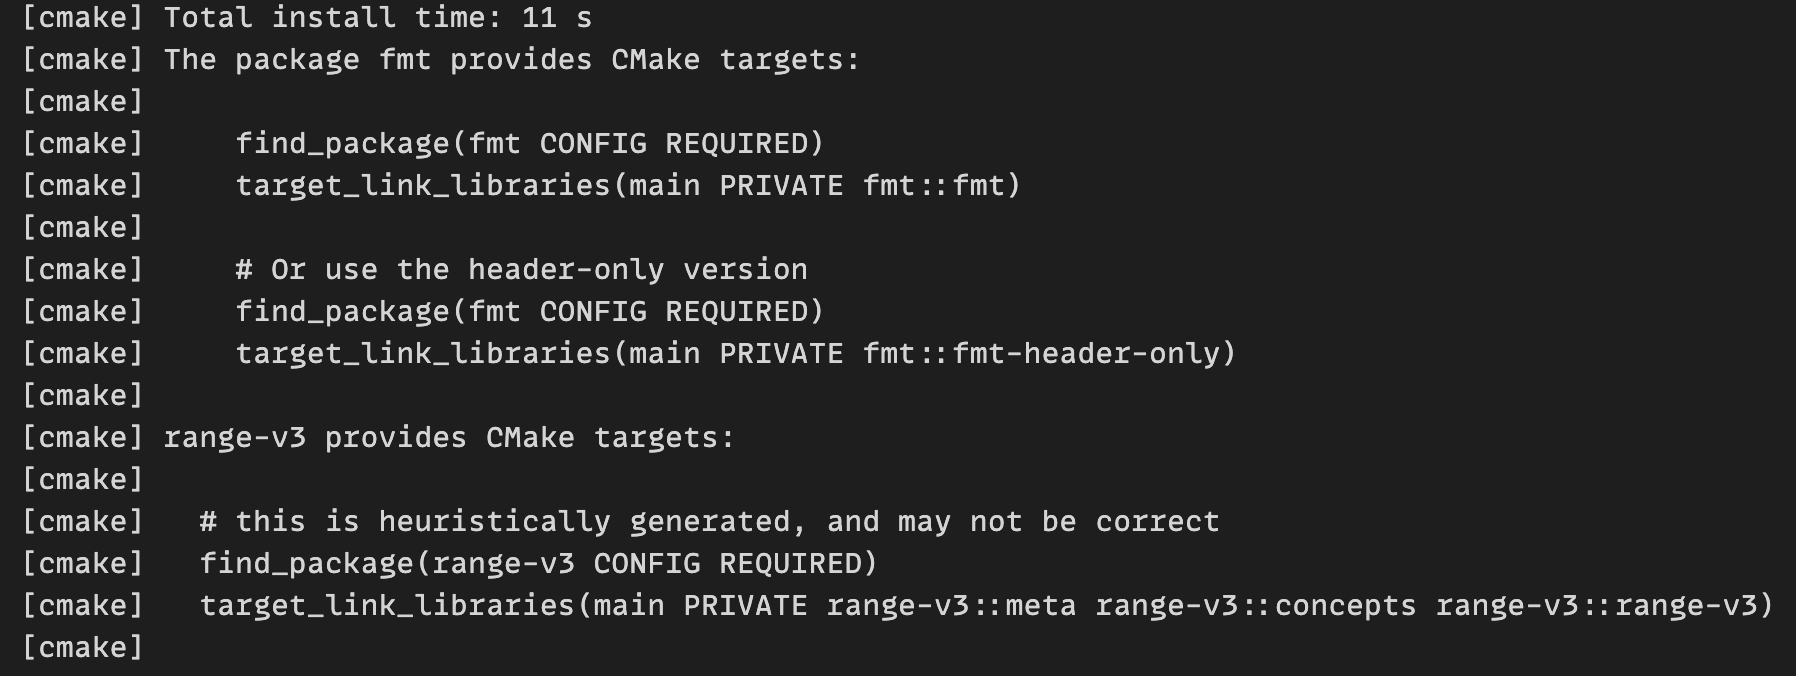 [cmake] Total install time: 11 s
[cmake] The package fmt provides CMake targets:
[cmake]
[cmake]     find_package(fmt CONFIG REQUIRED)
[cmake]     target_link_libraries(main PRIVATE fmt::fmt)
[cmake]
[cmake]     # Or use the header-only version
[cmake]     find_package(fmt CONFIG REQUIRED)
[cmake]     target_link_libraries(main PRIVATE fmt::fmt-header-only)
[cmake]
[cmake] range-v3 provides CMake targets:
[cmake]
[cmake]   # this is heuristically generated, and may not be correct
[cmake]   find_package(range-v3 CONFIG REQUIRED)
[cmake]   target_link_libraries(main PRIVATE range-v3::meta range-v3::concepts range-v3::range-v3)
[cmake]